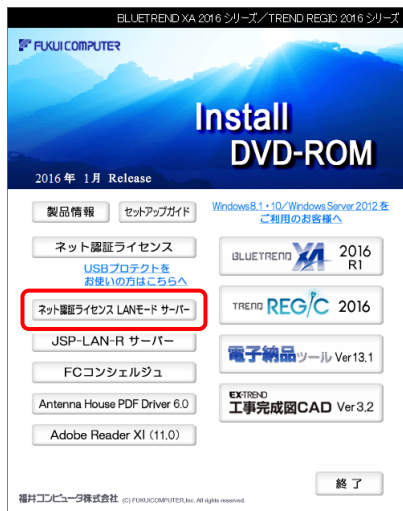 BLUETREND XA 2016 シリーズ／TREND REGIC 2016 シリーズ
FUKUI COMPUTER
Install
DVD-ROM
2016年 1月 Release
製品情報
セットアップガイド
Windows8.1・10／Windows Server 2012 を
ご利用のお客様へ
ネット認証ライセンス
USBプロテクトを
お使いの方はこちらへ
ネット認証ライセンス LANモード サーバー
JSP-LAN-R サーバー
FCコンシェルジュ
Antenna House PDF Driver 6.0
Adobe Reader XI (11.0)
BLUETREND XA 2016
R1
TREND REGIC 2016
電子納品ツール Ver13.1
EX-TREND
工事完成図CAD Ver3.2
終了
福井コンピュータ株式会社 (C) FUKUICOMPUTER,Inc. All rights reserved.